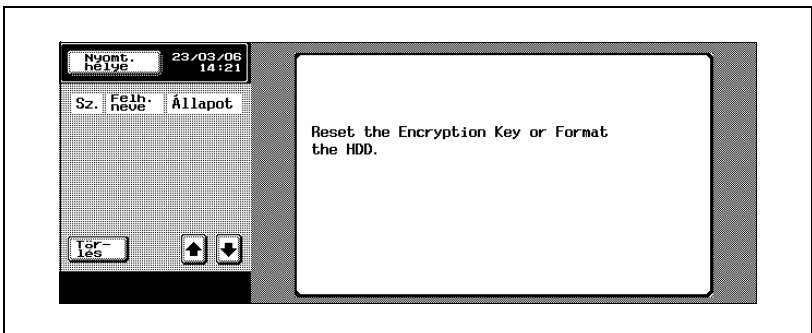 Nyomt.
helye
23/03/06
14:21
Sz.
Felh.
neve
Állapot
Reset the Encryption Key or Format
the HDD.
Tör-
lés